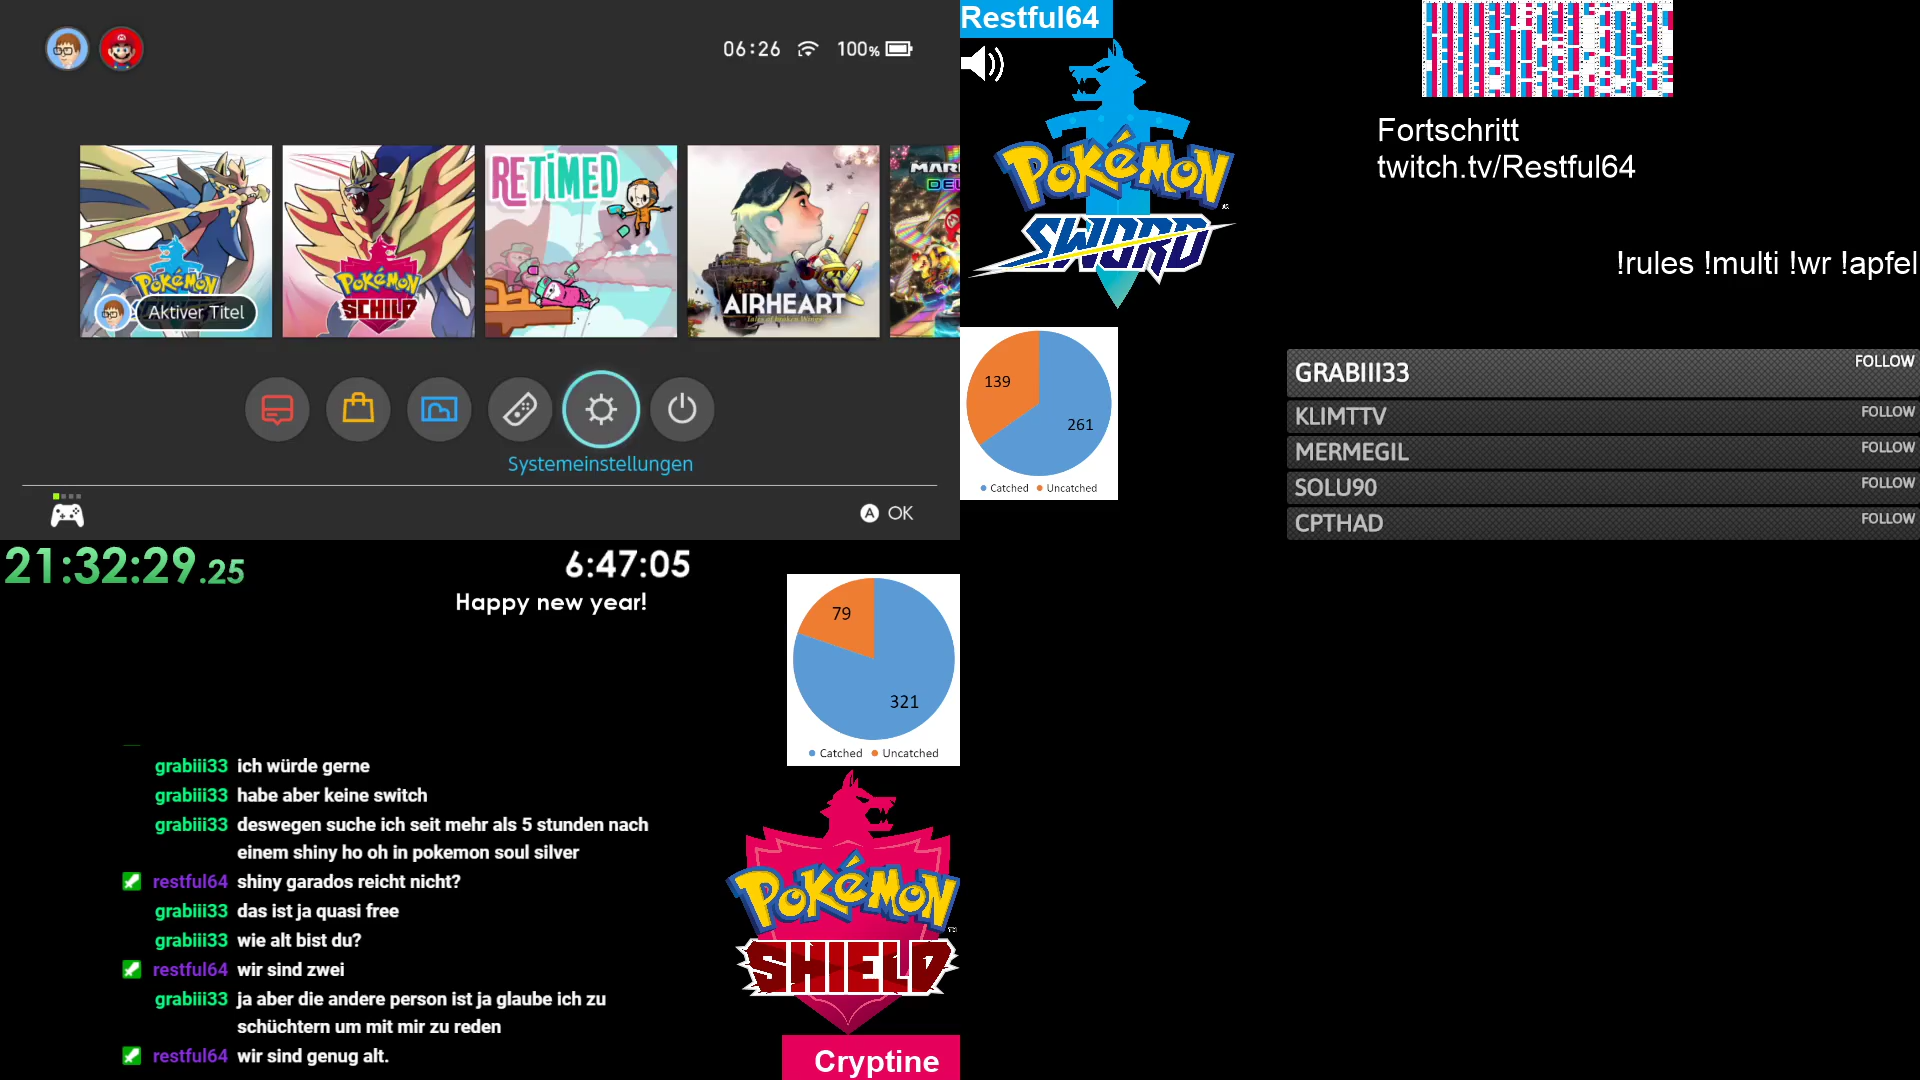 06:26 100%
RETIMED
MAR
DEL
POKÉMON
POKÉMON
SCHILD
AIRHEART
Aktiver Titel
Systemeinstellungen
A OK
Restful64
POKÉMON
SWORD
Fortschritt
twitch.tv/Restful64
!rules !multi !wr !apfel
139
261
Catched Uncatched
GRABIII33 FOLLOW
KLIMTTV FOLLOW
MERMEGIL FOLLOW
SOLU90 FOLLOW
CPTHAD FOLLOW
21:32:29.25
6:47:05
Happy new year!
79
321
Catched Uncatched
grabiii33 ich würde gerne
grabiii33 habe aber keine switch
grabiii33 deswegen suche ich seit mehr als 5 stunden nach
einem shiny ho oh in pokemon soul silver
restful64 shiny garados reicht nicht?
grabiii33 das ist ja quasi free
grabiii33 wie alt bist du?
restful64 wir sind zwei
grabiii33 ja aber die andere person ist ja glaube ich zu
schüchtern um mit mir zu reden
restful64 wir sind genug alt.
POKÉMON
SHIELD
Cryptine